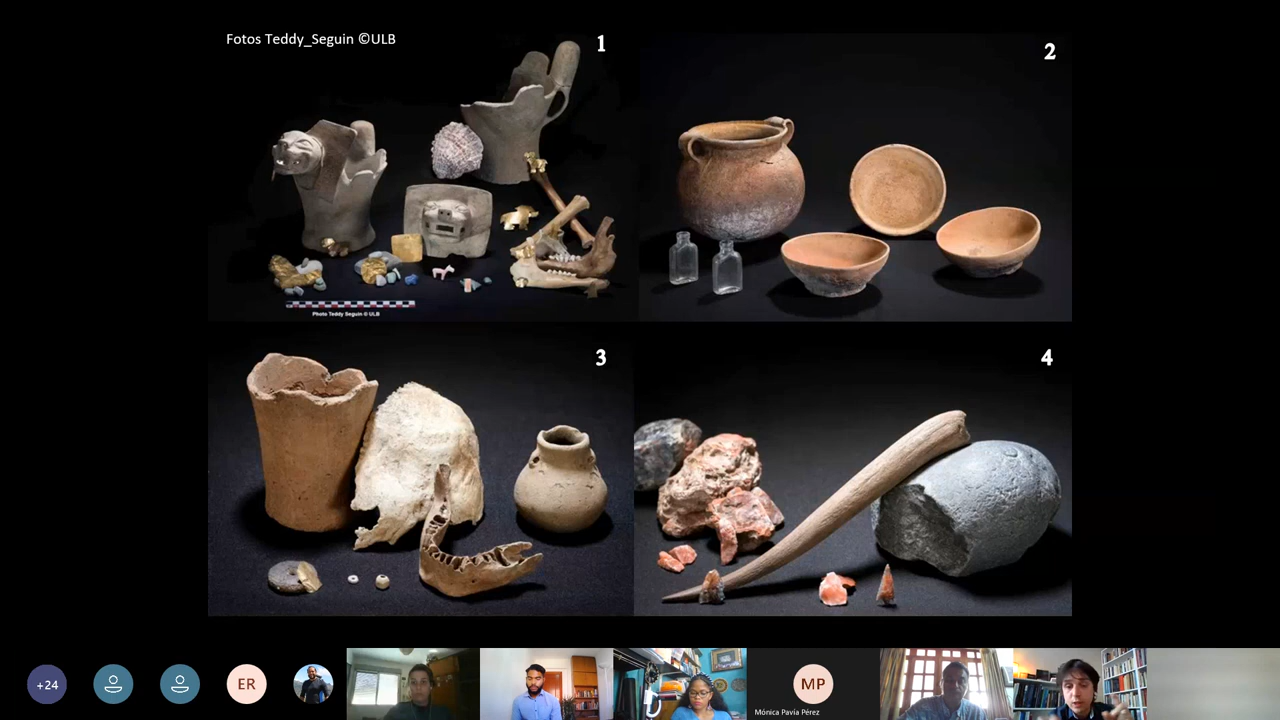 Fotos Teddy_Seguin ©ULB
1
2
Photo Teddy Seguin © ULB
3
4
+24
ER
MP
Mónica Pavía Pérez